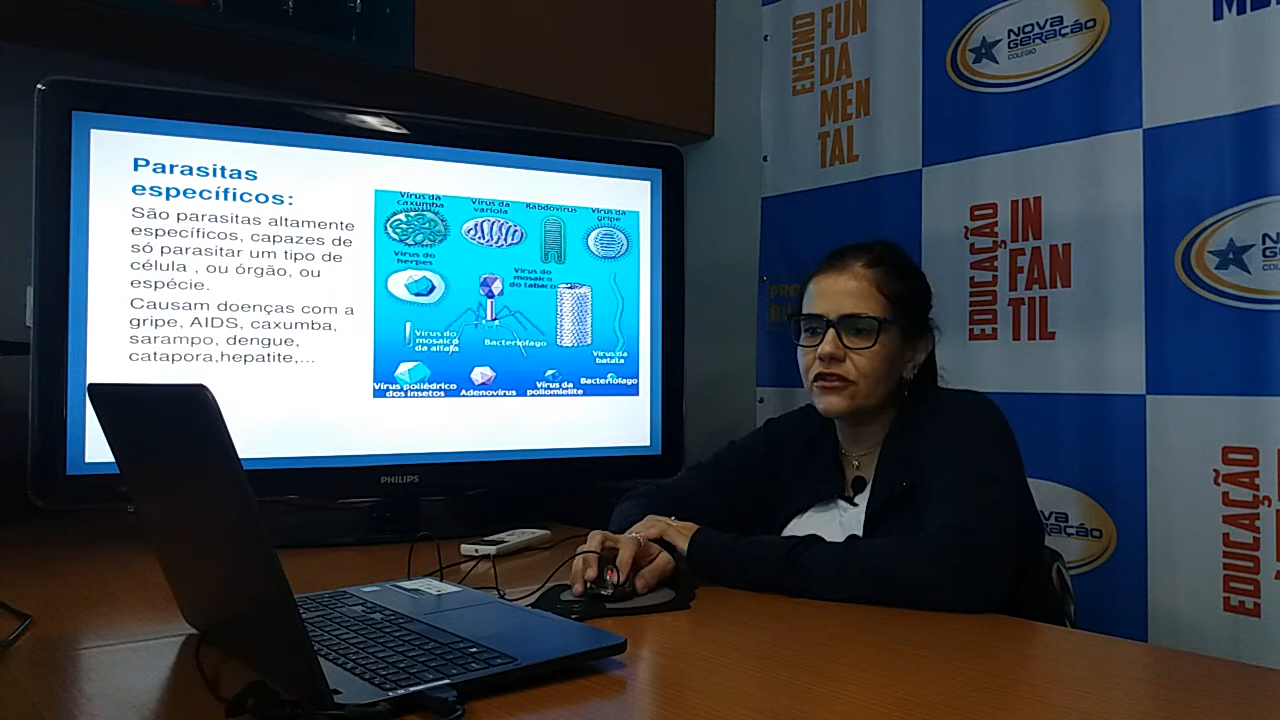 Parasitas
específicos:
São parasitas altamente
específicos, capazes de
só parasitar um tipo de
célula , ou órgão, ou
espécie.
Causam doenças com a
gripe, AIDS, caxumba,
sarampo, dengue,
catapora,hepatite,...
Vírus da
caxumba
Vírus da
varíola
Rabdovírus
Vírus da
gripe
Vírus do
herpes
Vírus do
mosaico
do tabaco
Vírus do
mosaico
da alfafa
Bacteriófago
Vírus da
batata
Vírus poliédrico
dos insetos
Adenovírus
Vírus da
poliomielite
Bacteriófago
PHILIPS
ENSINO
FUN
DA
MEN
TAL
NOVA
GERAÇÃO
COLÉGIO
EDUCAÇÃO
IN
FAN
TIL
NOVA
EDUCAÇÃO